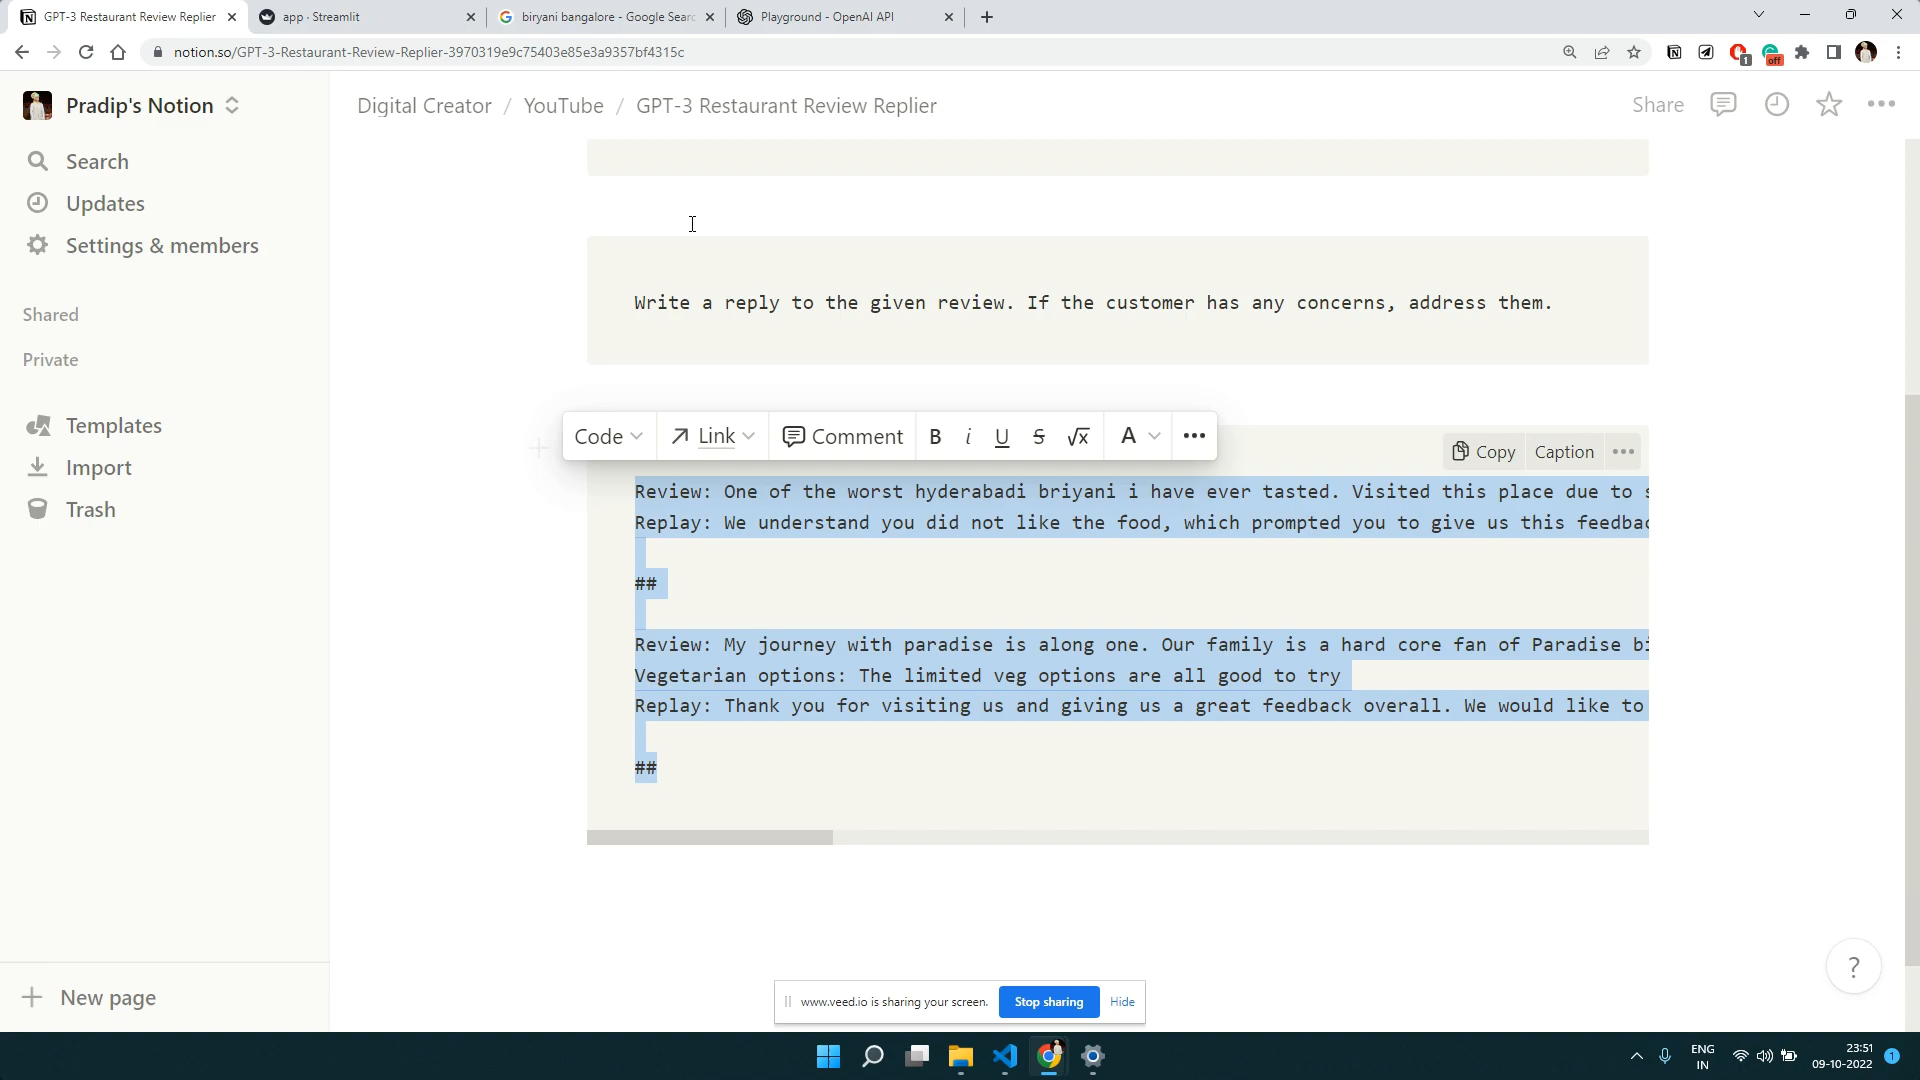 GPT-3 Restaurant Review Replier
app · Streamlit
biryani bangalore - Google Searc
Playground - OpenAI API
notion.so/GPT-3-Restaurant-Review-Replier-3970319e9c75403e85e3a9357bf4315c
1
off
Pradip's Notion
Digital Creator / YouTube / GPT-3 Restaurant Review Replier
Share
Search
Updates
Settings & members
Shared
Private
Templates
Import
Trash
New page
Write a reply to the given review. If the customer has any concerns, address them.
Code
Link
Comment
B i U S √x A
Copy
Caption
Review: One of the worst hyderabadi briyani i have ever tasted. Visited this place due to s
Replay: We understand you did not like the food, which prompted you to give us this feedbac
##
Review: My journey with paradise is along one. Our family is a hard core fan of Paradise bi
Vegetarian options: The limited veg options are all good to try
Replay: Thank you for visiting us and giving us a great feedback overall. We would like to
##
?
www.veed.io is sharing your screen.
Stop sharing
Hide
ENG
IN
23:51
09-10-2022
1